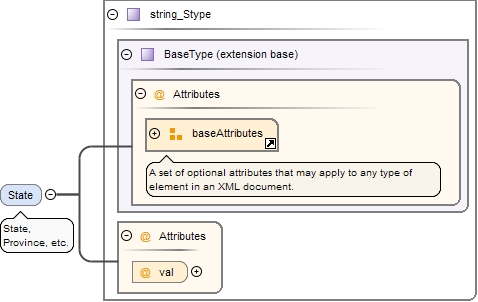 string_Stype
BaseType (extension base)
@ Attributes
baseAttributes
A set of optional attributes that may apply to any type of
element in an XML document.
State
State,
Province, etc.
@ Attributes
@ val